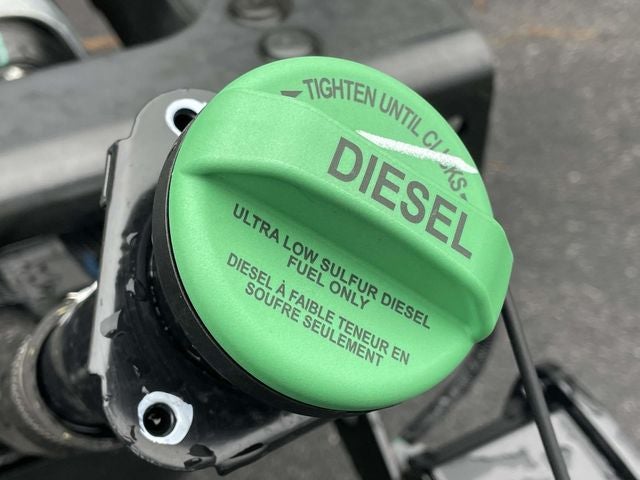 TIGHTEN UNTIL CLICKS
DIESEL
ULTRA LOW SULFUR DIESEL
FUEL ONLY
DIESEL À FAIBLE TENEUR EN
SOUFRE SEULEMENT